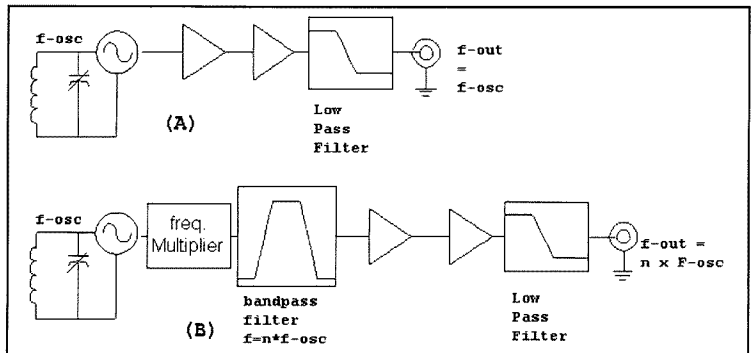 f-osc
f-out
=
f-osc
(A)
Low
Pass
Filter
f-osc
freq.
Multiplier
f-out =
n x F-osc
bandpass
filter
f=n*f-osc
(B)
Low
Pass
Filter